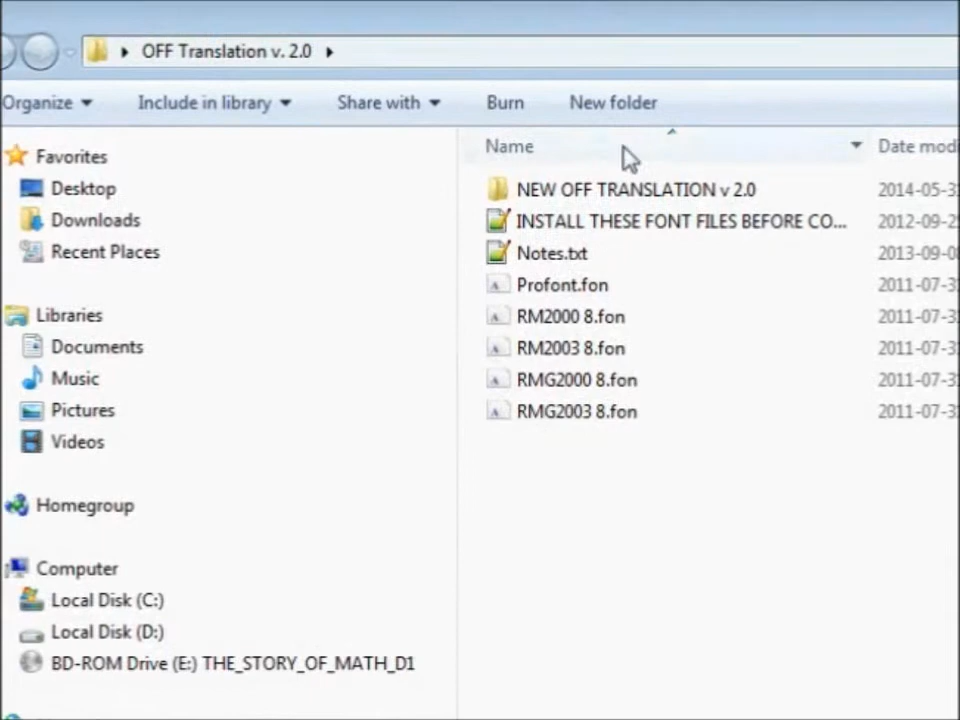 OFF Translation v. 2.0
Organize Include in library Share with Burn New folder
Name Date modi
Favorites
Desktop
Downloads
Recent Places
Libraries
Documents
Music
Pictures
Videos
Homegroup
Computer
Local Disk (C:)
Local Disk (D:)
BD-ROM Drive (E:) THE_STORY_OF_MATH_D1
NEW OFF TRANSLATION v 2.0 2014-05-3
INSTALL THESE FONT FILES BEFORE CO... 2012-09-2
Notes.txt 2013-09-0
Profont.fon 2011-07-3
RM2000 8.fon 2011-07-3
RM2003 8.fon 2011-07-3
RMG2000 8.fon 2011-07-3
RMG2003 8.fon 2011-07-3